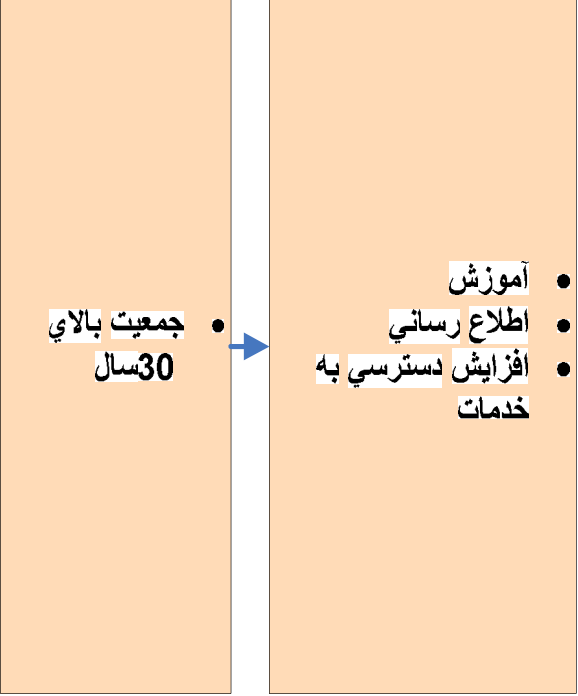 • آموزش
• اطلاع رساني
• افزايش دسترسي به
خدمات
• جمعيت بالاي
30سال